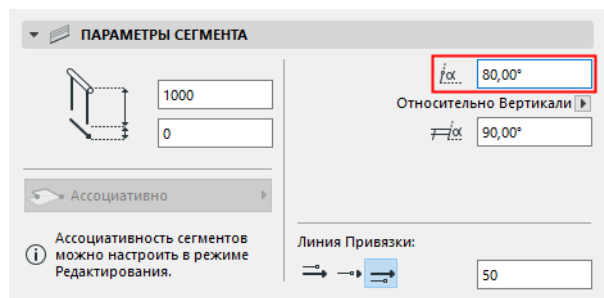 ПАРАМЕТРЫ СЕГМЕНТА
1000
0
Ассоциативно
Ассоциативность сегментов
можно настроить в режиме
Редактирования.
α 80,00°
Относительно Вертикали
α 90,00°
Линия Привязки:
50